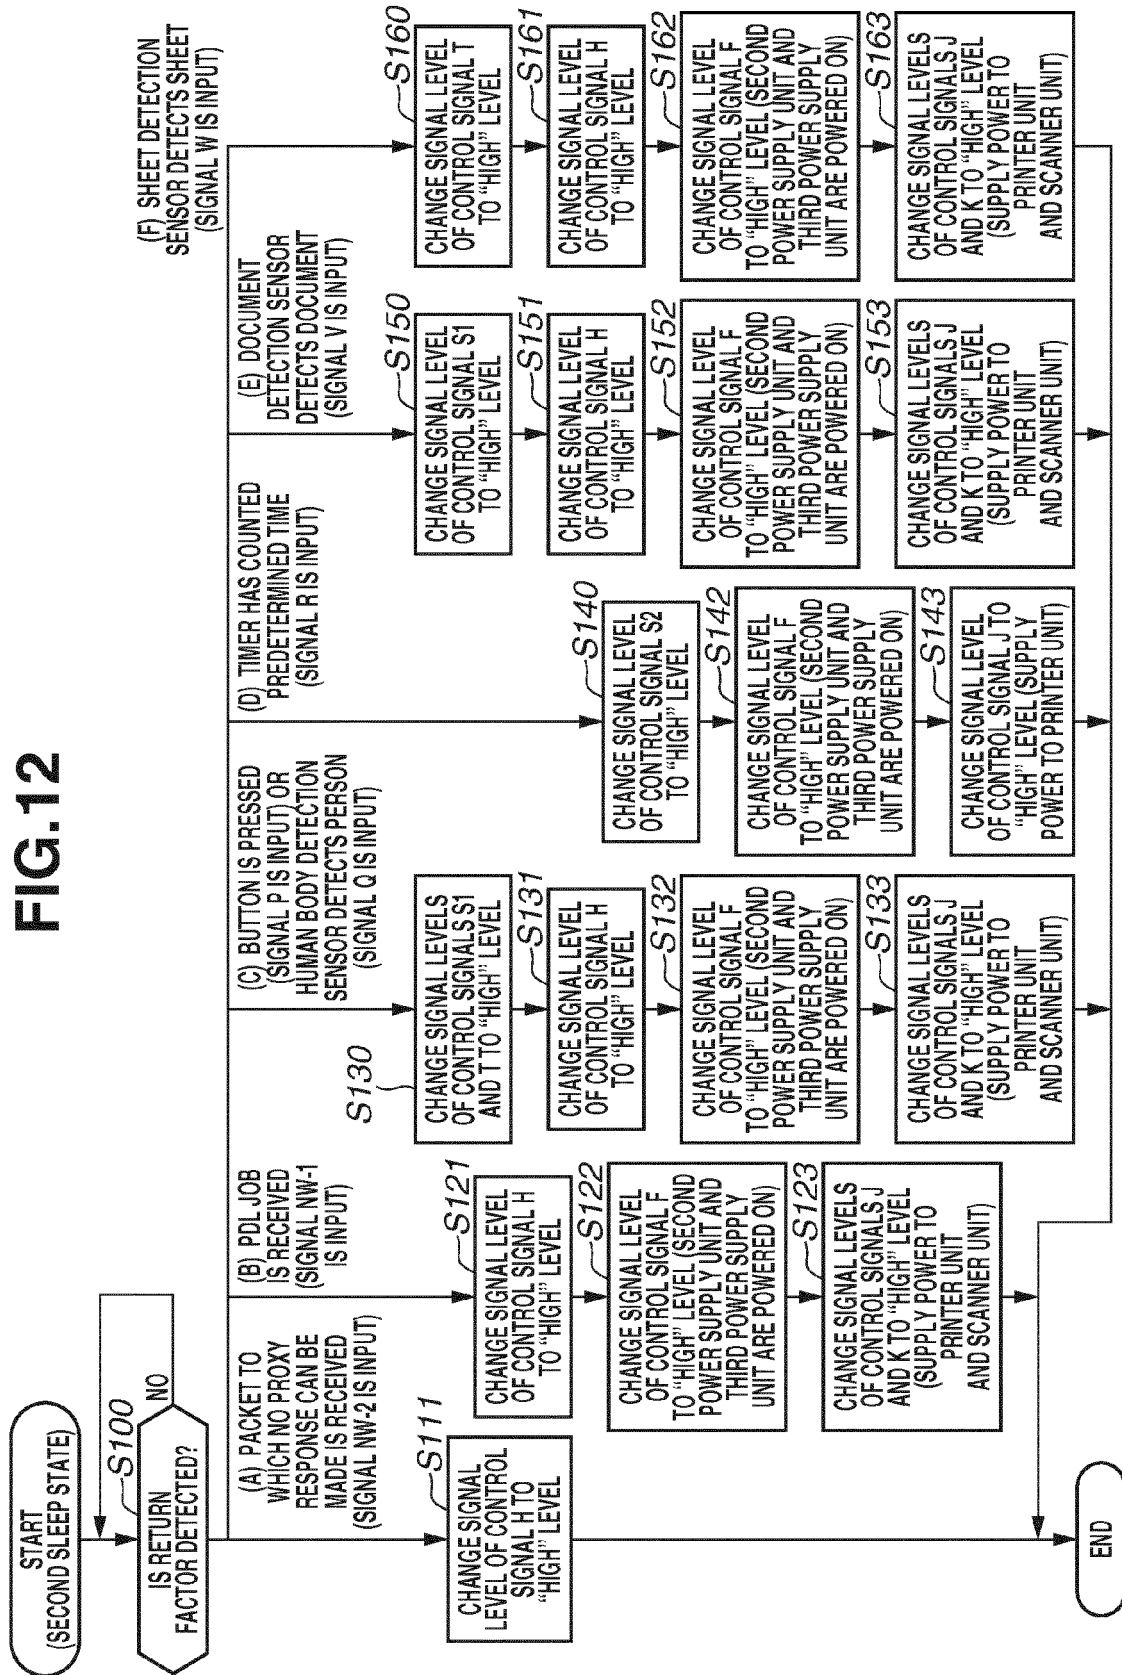 FIG.12
START
(SECOND SLEEP STATE)
S100
IS RETURN
FACTOR DETECTED?
NO
(A) PACKET TO
WHICH NO PROXY
RESPONSE CAN BE
MADE IS RECEIVED
(SIGNAL NW-2 IS INPUT)
S111
CHANGE SIGNAL
LEVEL OF CONTROL
SIGNAL H TO
"HIGH" LEVEL
(B) PDL JOB
IS RECEIVED
(SIGNAL NW-1
IS INPUT)
S121
CHANGE SIGNAL LEVEL
OF CONTROL SIGNAL H
TO "HIGH" LEVEL
S122
CHANGE SIGNAL LEVEL
OF CONTROL SIGNAL F
TO "HIGH" LEVEL (SECOND
POWER SUPPLY UNIT AND
THIRD POWER SUPPLY
UNIT ARE POWERED ON)
S123
CHANGE SIGNAL LEVELS
OF CONTROL SIGNALS J
AND K TO "HIGH" LEVEL
(SUPPLY POWER TO
PRINTER UNIT
AND SCANNER UNIT)
(C) BUTTON IS PRESSED
(SIGNAL P IS INPUT) OR
HUMAN BODY DETECTION
SENSOR DETECTS PERSON
(SIGNAL Q IS INPUT)
S130
CHANGE SIGNAL LEVELS
OF CONTROL SIGNALS S1
AND T TO "HIGH" LEVEL
S131
CHANGE SIGNAL LEVEL
OF CONTROL SIGNAL H
TO "HIGH" LEVEL
S132
CHANGE SIGNAL LEVEL
OF CONTROL SIGNAL F
TO "HIGH" LEVEL (SECOND
POWER SUPPLY UNIT AND
THIRD POWER SUPPLY
UNIT ARE POWERED ON)
S133
CHANGE SIGNAL LEVELS
OF CONTROL SIGNALS J
AND K TO "HIGH" LEVEL
(SUPPLY POWER TO
PRINTER UNIT
AND SCANNER UNIT)
(D) TIMER HAS COUNTED
PREDETERMINED TIME
(SIGNAL R IS INPUT)
S140
CHANGE SIGNAL LEVEL
OF CONTROL SIGNAL S2
TO "HIGH" LEVEL
S142
CHANGE SIGNAL LEVEL
OF CONTROL SIGNAL F
TO "HIGH" LEVEL (SECOND
POWER SUPPLY UNIT AND
THIRD POWER SUPPLY
UNIT ARE POWERED ON)
S143
CHANGE SIGNAL LEVEL
OF CONTROL SIGNAL J TO
"HIGH" LEVEL (SUPPLY
POWER TO PRINTER UNIT)
(E) DOCUMENT
DETECTION SENSOR
DETECTS DOCUMENT
(SIGNAL V IS INPUT)
S150
CHANGE SIGNAL LEVEL
OF CONTROL SIGNAL S1
TO "HIGH" LEVEL
S151
CHANGE SIGNAL LEVEL
OF CONTROL SIGNAL H
TO "HIGH" LEVEL
S152
CHANGE SIGNAL LEVEL
OF CONTROL SIGNAL F
TO "HIGH" LEVEL (SECOND
POWER SUPPLY UNIT AND
THIRD POWER SUPPLY
UNIT ARE POWERED ON)
S153
CHANGE SIGNAL LEVELS
OF CONTROL SIGNALS J
AND K TO "HIGH" LEVEL
(SUPPLY POWER TO
PRINTER UNIT
AND SCANNER UNIT)
(F) SHEET DETECTION
SENSOR DETECTS SHEET
(SIGNAL W IS INPUT)
S160
CHANGE SIGNAL LEVEL
OF CONTROL SIGNAL T
TO "HIGH" LEVEL
S161
CHANGE SIGNAL LEVEL
OF CONTROL SIGNAL H
TO "HIGH" LEVEL
S162
CHANGE SIGNAL LEVEL
OF CONTROL SIGNAL F
TO "HIGH" LEVEL (SECOND
POWER SUPPLY UNIT AND
THIRD POWER SUPPLY
UNIT ARE POWERED ON)
S163
CHANGE SIGNAL LEVELS
OF CONTROL SIGNALS J
AND K TO "HIGH" LEVEL
(SUPPLY POWER TO
PRINTER UNIT
AND SCANNER UNIT)
END